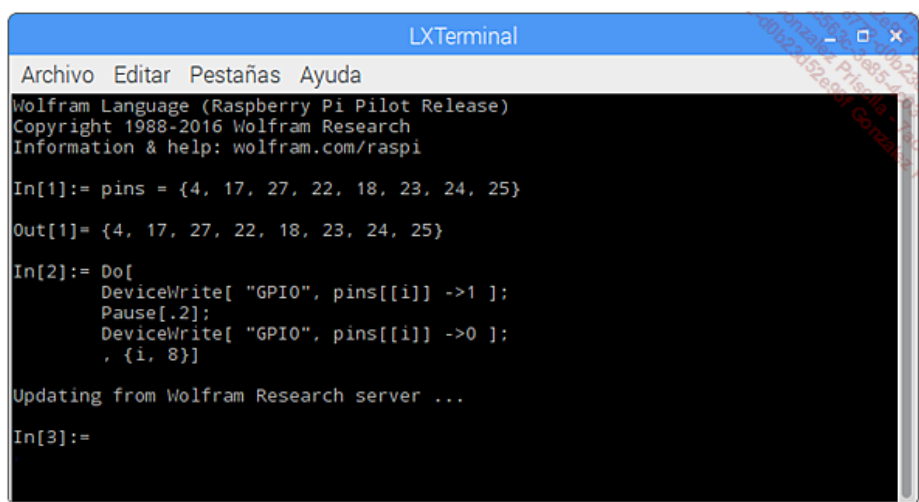 LXTerminal
Archivo Editar Pestañas Ayuda
Wolfram Language (Raspberry Pi Pilot Release)
Copyright 1988-2016 Wolfram Research
Information & help: wolfram.com/raspi
In[1]:= pins = {4, 17, 27, 22, 18, 23, 24, 25}
Out[1]= {4, 17, 27, 22, 18, 23, 24, 25}
In[2]:= Do[
DeviceWrite[ "GPIO", pins[[i]] ->1 ];
Pause[.2];
DeviceWrite[ "GPIO", pins[[i]] ->0 ];
, {i, 8}]
Updating from Wolfram Research server ...
In[3]:=